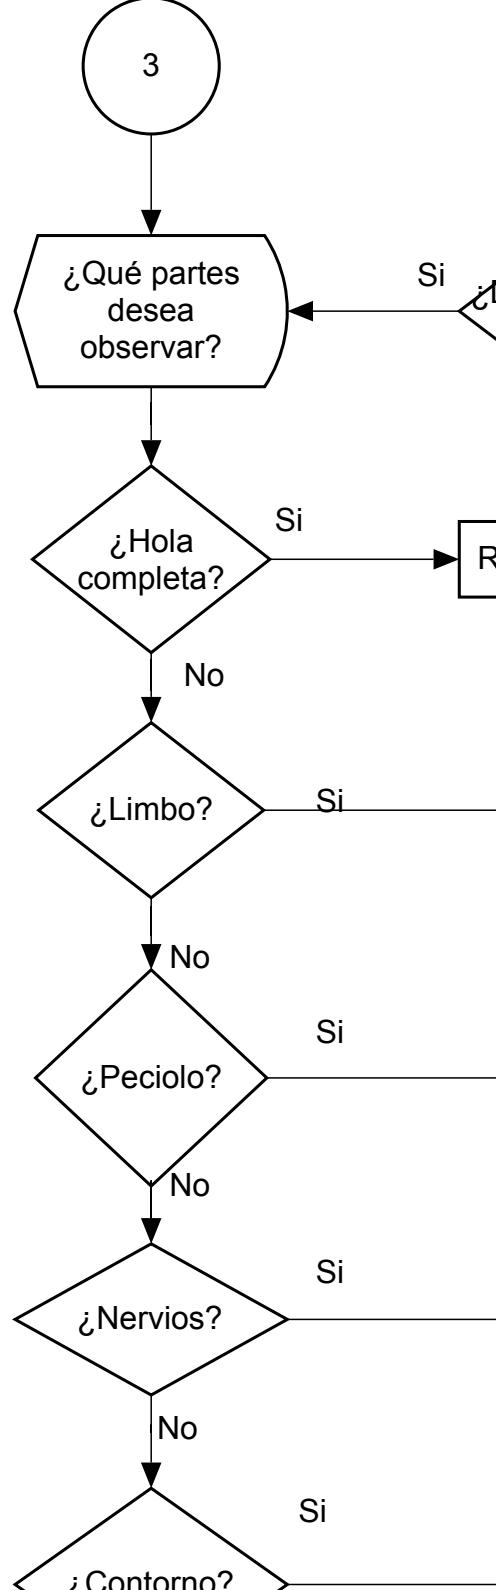 3
¿Qué partes
desea
observar?
Si
¿Hola
completa?
Si
R
No
¿Limbo?
Si
No
¿Peciolo?
Si
No
¿Nervios?
Si
No
¿Contorno?
Si